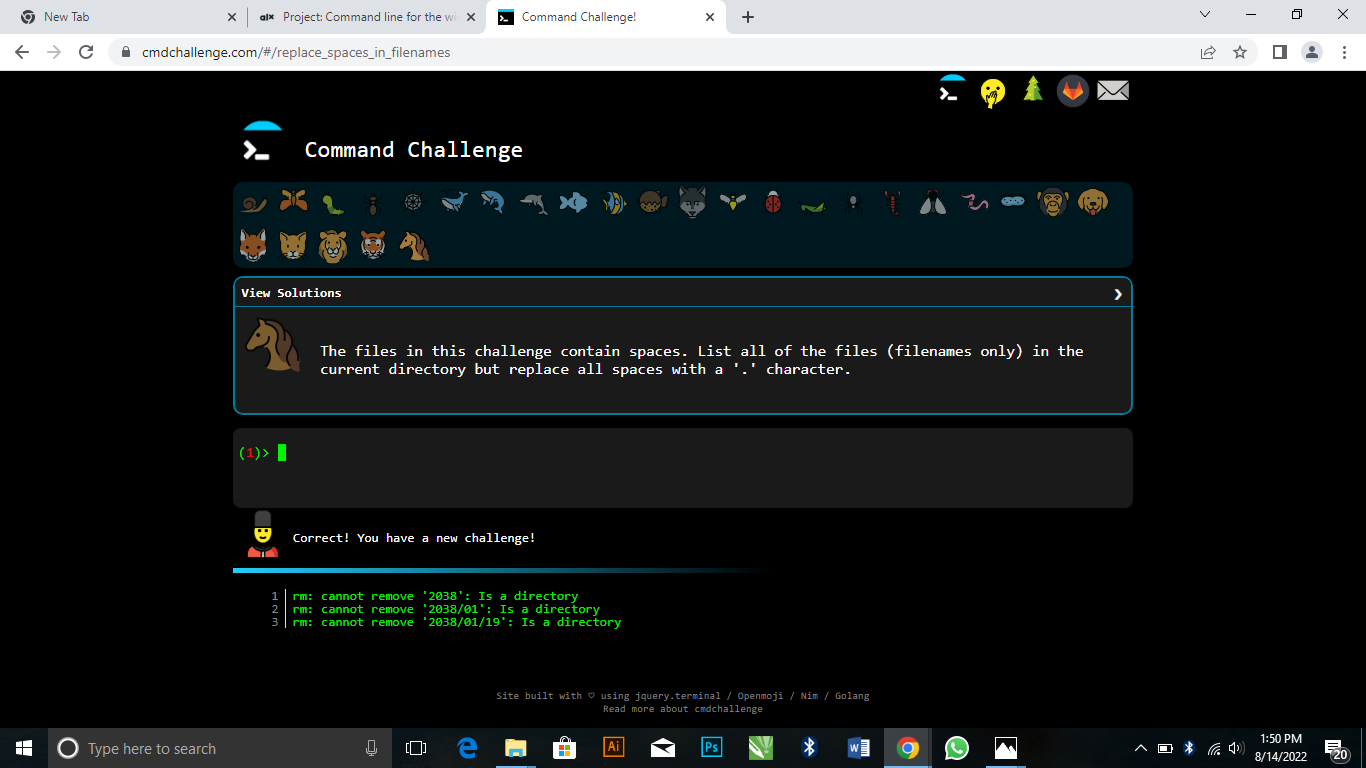 New Tab
alx Project: Command line for the wi
Command Challenge!
cmdchallenge.com/#/replace_spaces_in_filenames
Command Challenge
View Solutions
The files in this challenge contain spaces. List all of the files (filenames only) in the
current directory but replace all spaces with a '.' character.
(1)>
Correct! You have a new challenge!
1 rm: cannot remove '2038': Is a directory
2 rm: cannot remove '2038/01': Is a directory
3 rm: cannot remove '2038/01/19': Is a directory
Site built with ♡ using jquery.terminal / Openmoji / Nim / Golang
Read more about cmdchallenge
Type here to search
Ai
Ps
1:50 PM
8/14/2022
20